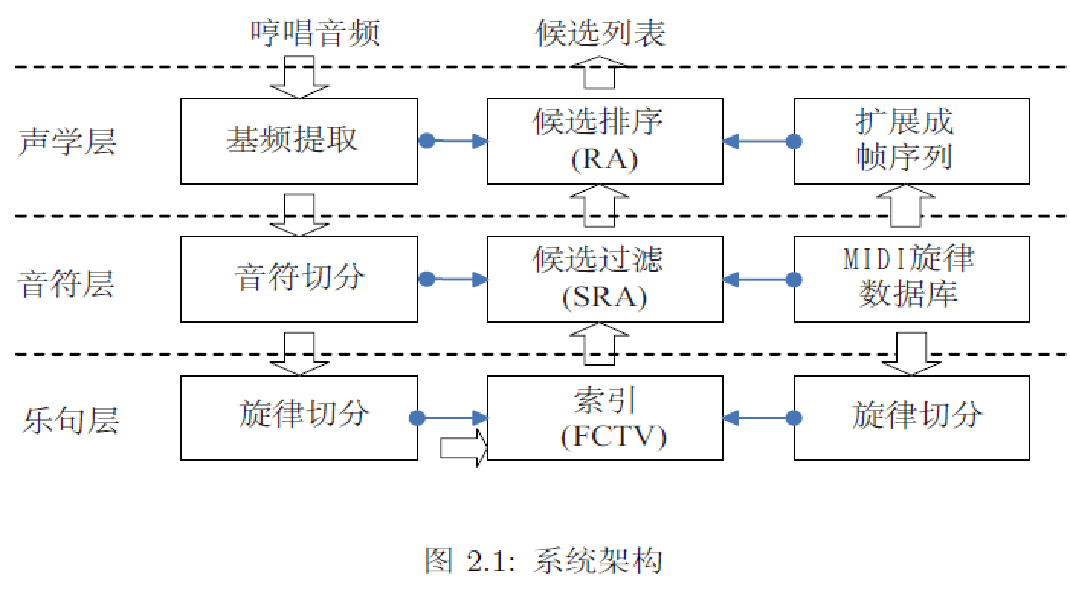 哼唱音频
候选列表
声学层
基频提取
候选排序
(RA)
扩展成
帧序列
音符层
音符切分
候选过滤
(SRA)
MIDI旋律
数据库
乐句层
旋律切分
索引
(FCTV)
旋律切分
图 2.1: 系统架构